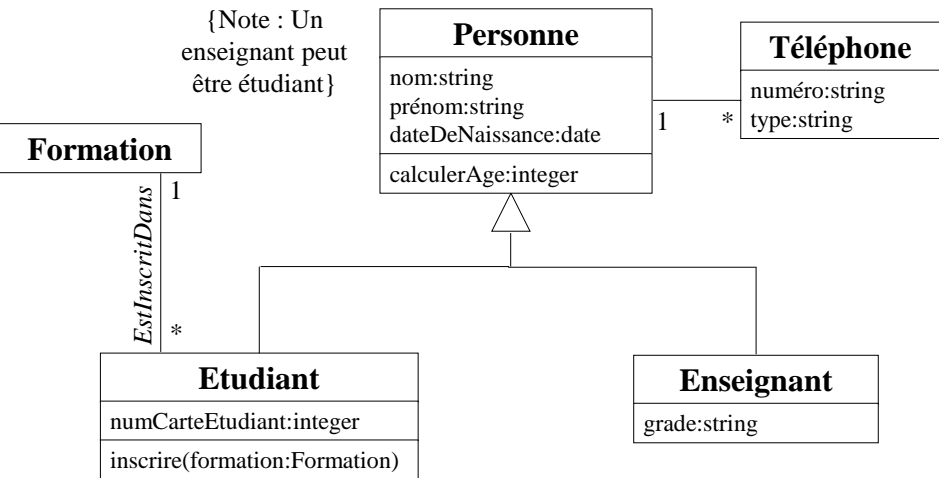 {Note : Un
enseignant peut
être étudiant}
Personne
nom:string
prénom:string
dateDeNaissance:date
calculerAge:integer
1
*
Téléphone
numéro:string
type:string
Formation
1
EstInscritDans
*
Etudiant
numCarteEtudiant:integer
inscrire(formation:Formation)
Enseignant
grade:string